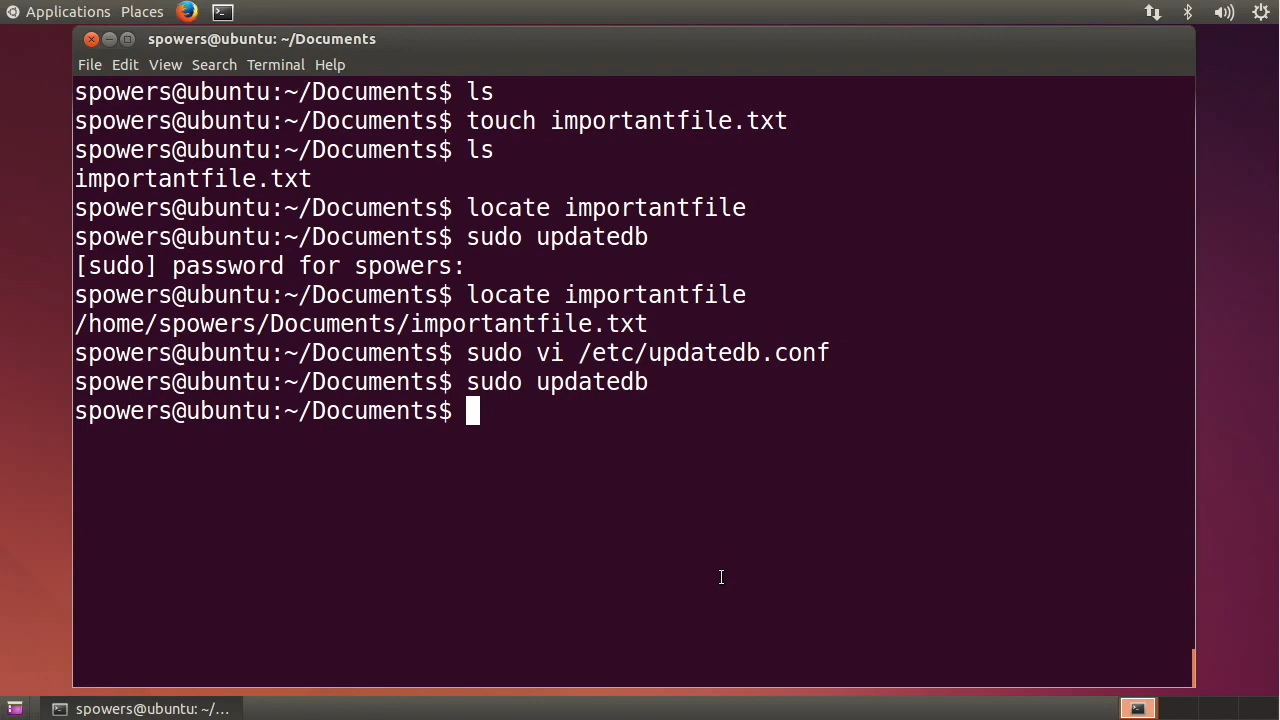 Applications Places
spowers@ubuntu: ~/Documents
File Edit View Search Terminal Help
spowers@ubuntu:~/Documents$ ls
spowers@ubuntu:~/Documents$ touch importantfile.txt
spowers@ubuntu:~/Documents$ ls
importantfile.txt
spowers@ubuntu:~/Documents$ locate importantfile
spowers@ubuntu:~/Documents$ sudo updatedb
[sudo] password for spowers:
spowers@ubuntu:~/Documents$ locate importantfile
/home/spowers/Documents/importantfile.txt
spowers@ubuntu:~/Documents$ sudo vi /etc/updatedb.conf
spowers@ubuntu:~/Documents$ sudo updatedb
spowers@ubuntu:~/Documents$
spowers@ubuntu: ~/...